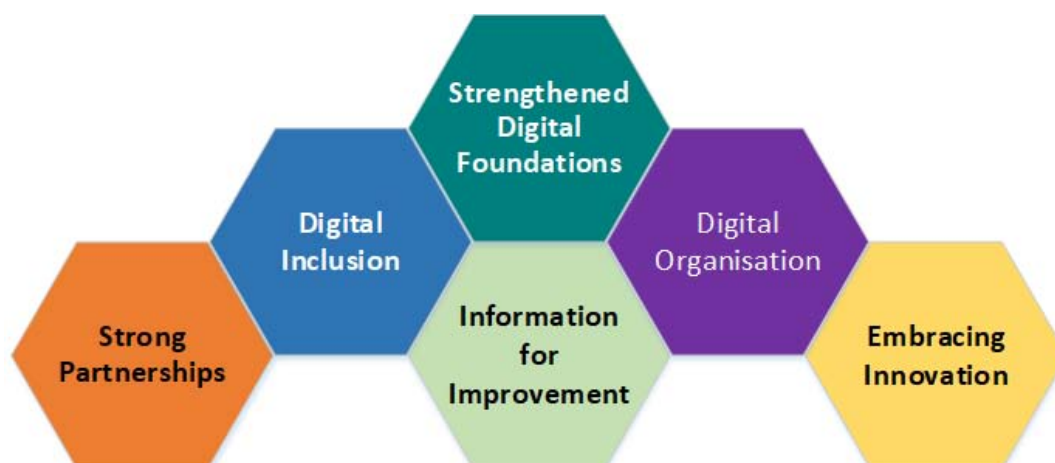 Strengthened
Digital
Foundations
Digital
Inclusion
Digital
Organisation
Strong
Partnerships
Information
for
Improvement
Embracing
Innovation